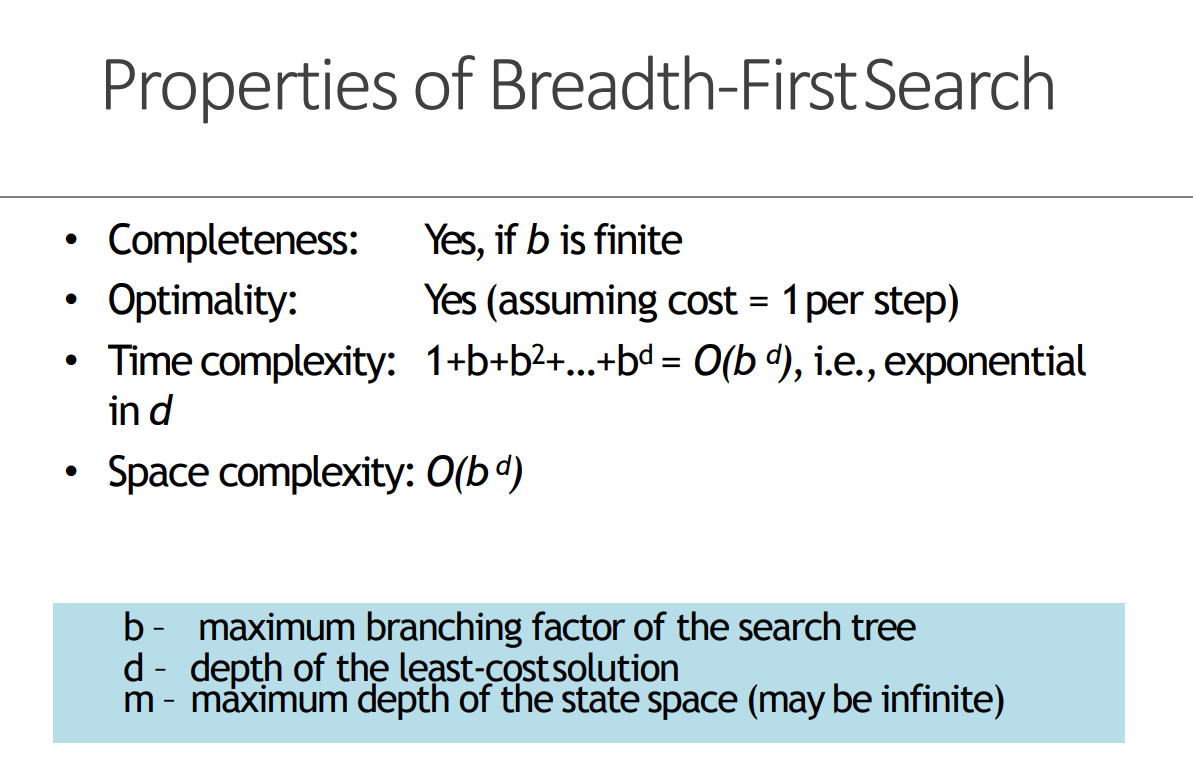 Properties of Breadth-First Search
• Completeness: Yes, if b is finite
• Optimality: Yes (assuming cost = 1 per step)
• Time complexity: 1+b+b²+…+bᵈ = O(b ᵈ), i.e., exponential
in d
• Space complexity: O(b ᵈ)
b – maximum branching factor of the search tree
d – depth of the least-cost solution
m – maximum depth of the state space (may be infinite)